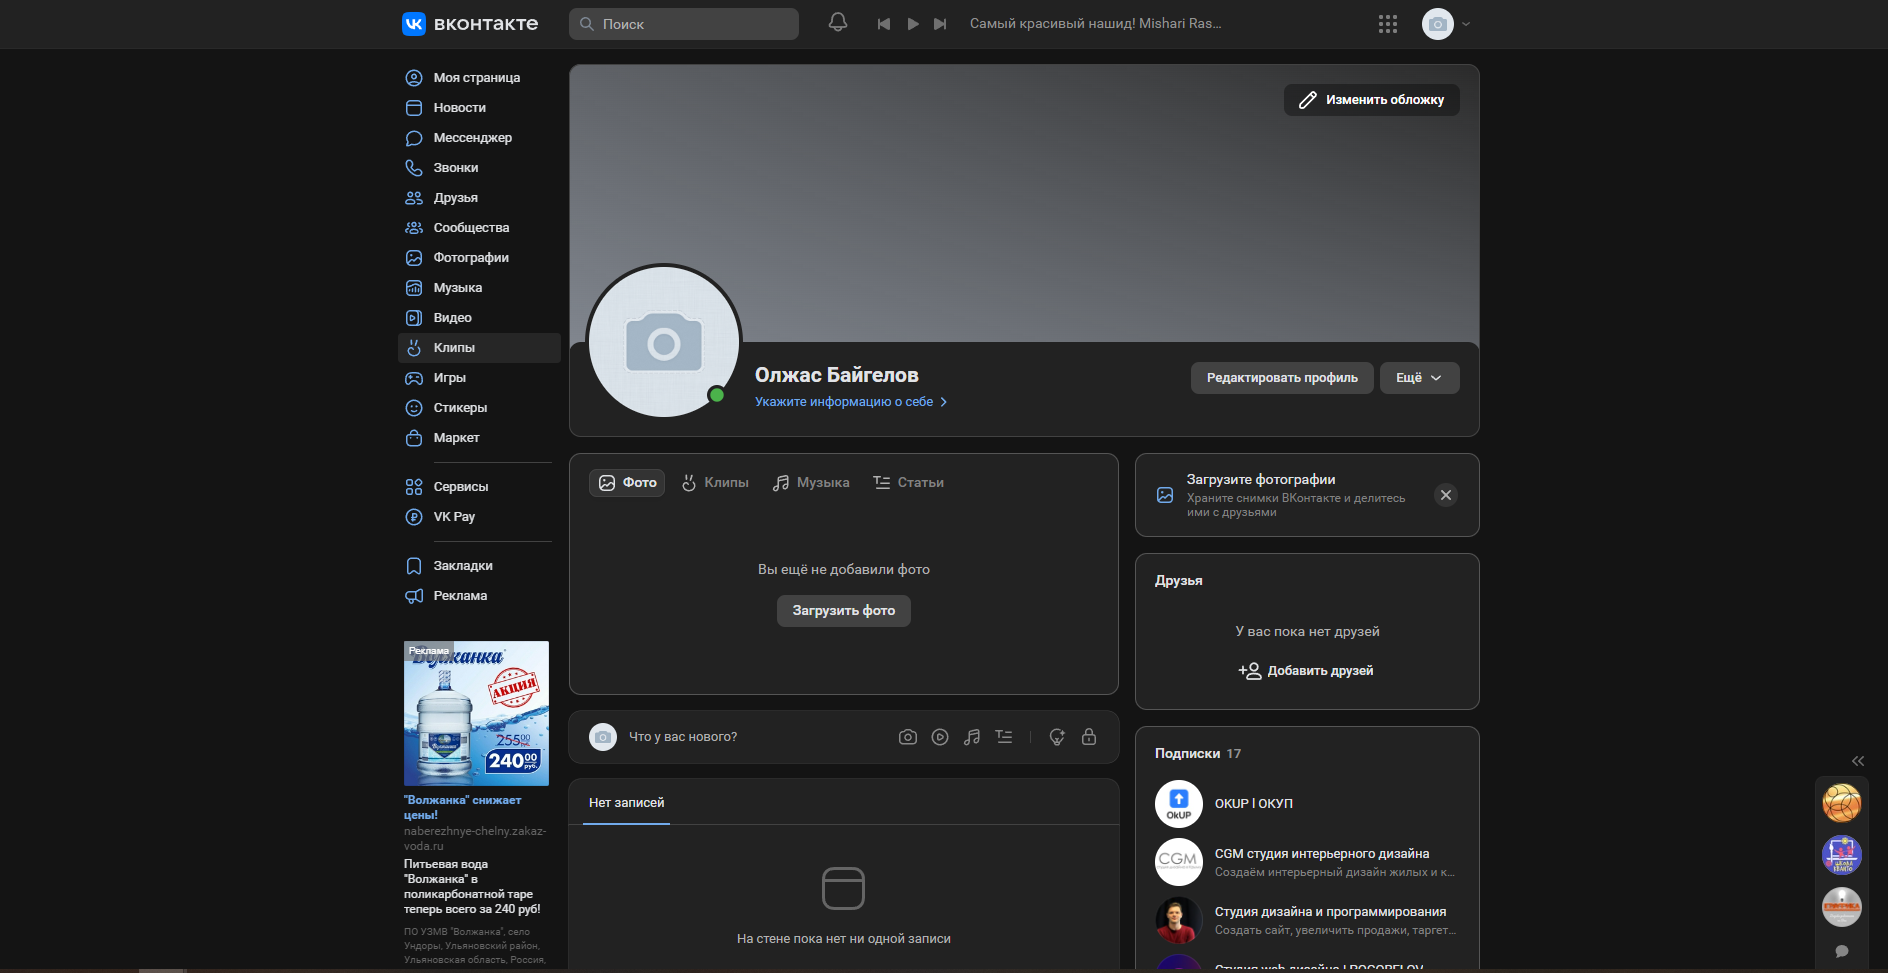 ВКОНТАКТЕ
Поиск
Самый красивый нашид! Mishari Ras...
Моя страница
Новости
Мессенджер
Звонки
Друзья
Сообщества
Фотографии
Музыка
Видео
Клипы
Игры
Стикеры
Маркет
Сервисы
VK Pay
Закладки
Реклама
Изменить обложку
Олжас Байгелов
Укажите информацию о себе
Редактировать профиль
Ещё
Фото
Клипы
Музыка
Статьи
Вы ещё не добавили фото
Загрузить фото
Что у вас нового?
Нет записей
На стене пока нет ни одной записи
Загрузите фотографии
Храните снимки ВКонтакте и делитесь
ими с друзьями
Друзья
У вас пока нет друзей
Добавить друзей
Подписки 17
OkUP
OKUP | ОКУП
CGM
CGM студия интерьерного дизайна
Создаём интерьерный дизайн жилых и к...
Студия дизайна и программирования
Создать сайт, увеличить продажи, таргет...
Реклама
Волжанка
АКЦИЯ
Волжанка
255 00 руб.
240 00 руб.
"Волжанка" снижает
цены!
naberezhnye-chelny.zakaz-
voda.ru
Питьевая вода
"Волжанка" в
поликарбонатной таре
теперь всего за 240 руб!
ПО УЗМВ "Волжанка", село
Ундоры, Ульяновский район,
Ульяновская область, Россия,